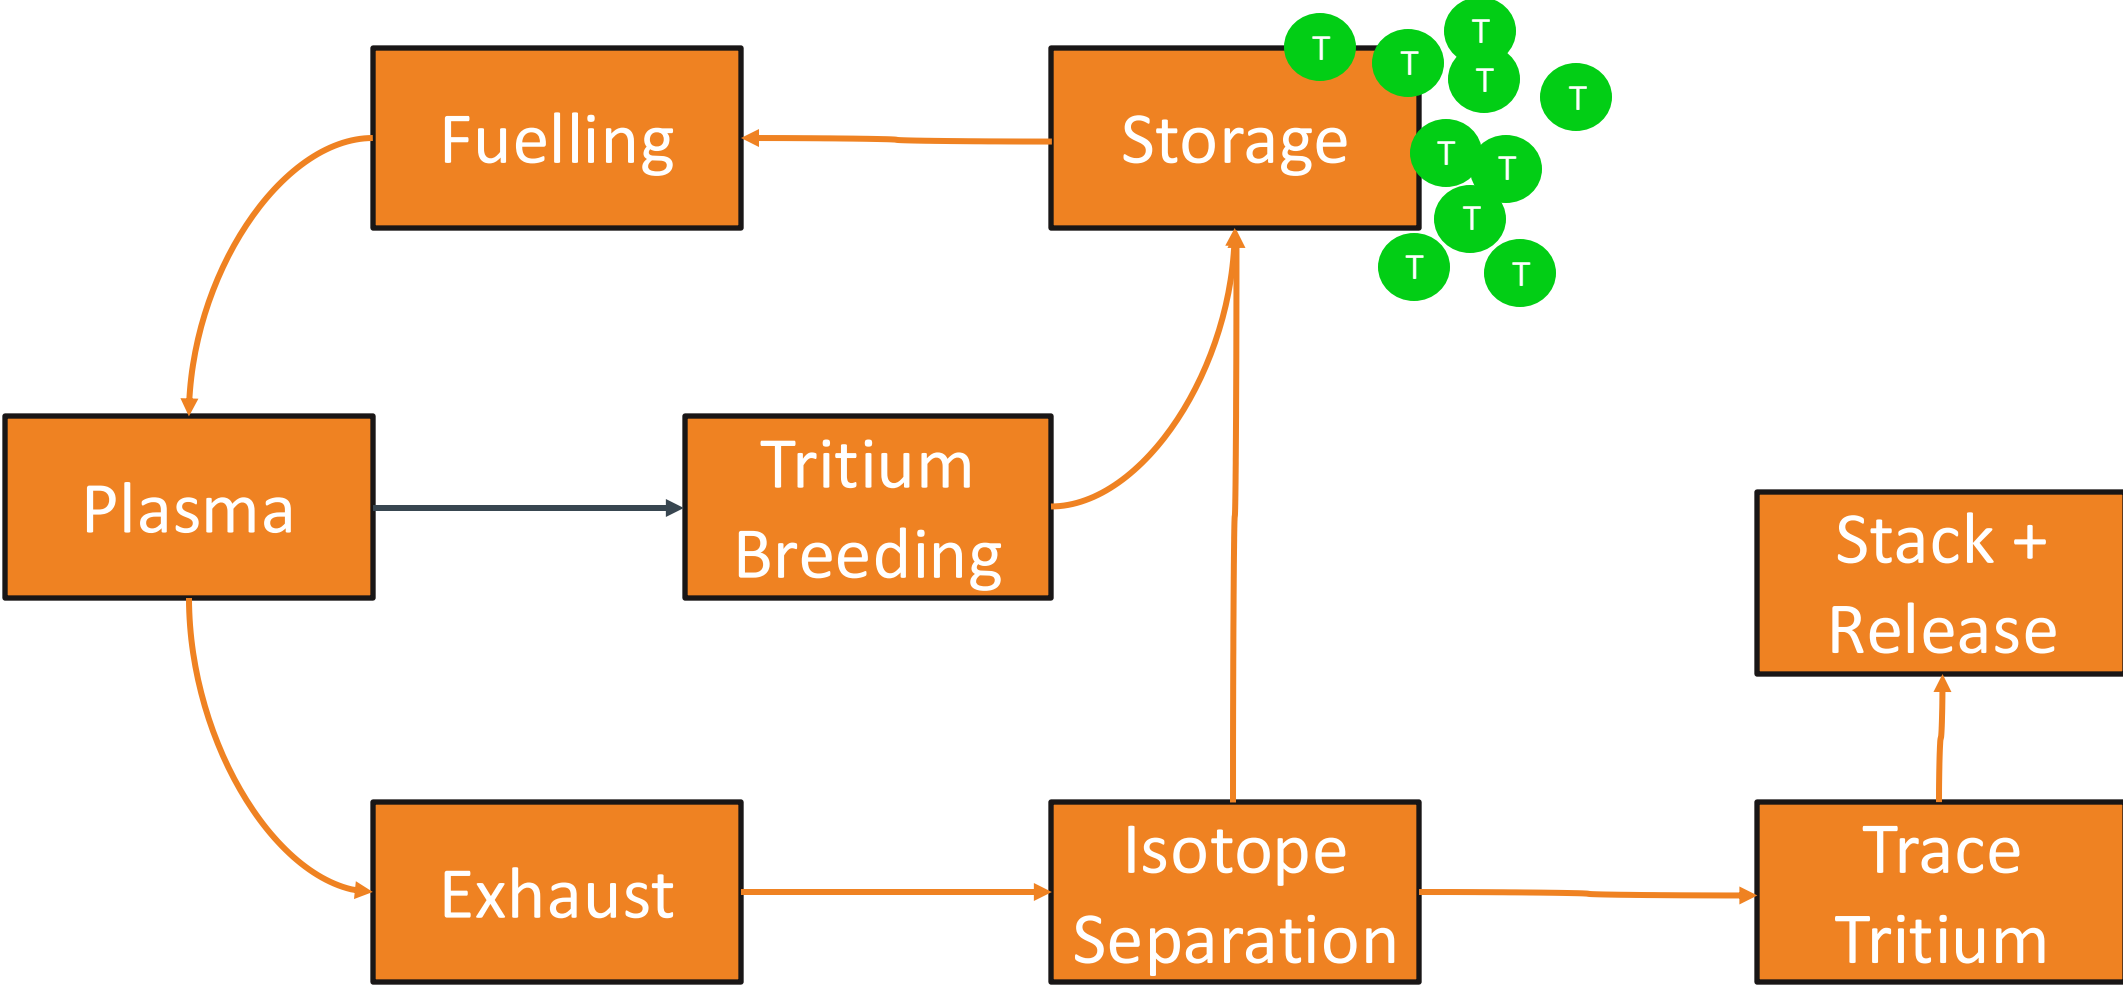 Fuelling
Storage
T
T
T
T
T
T
T
T
T
T
Plasma
Tritium
Breeding
Stack +
Release
Exhaust
Isotope
Separation
Trace
Tritium